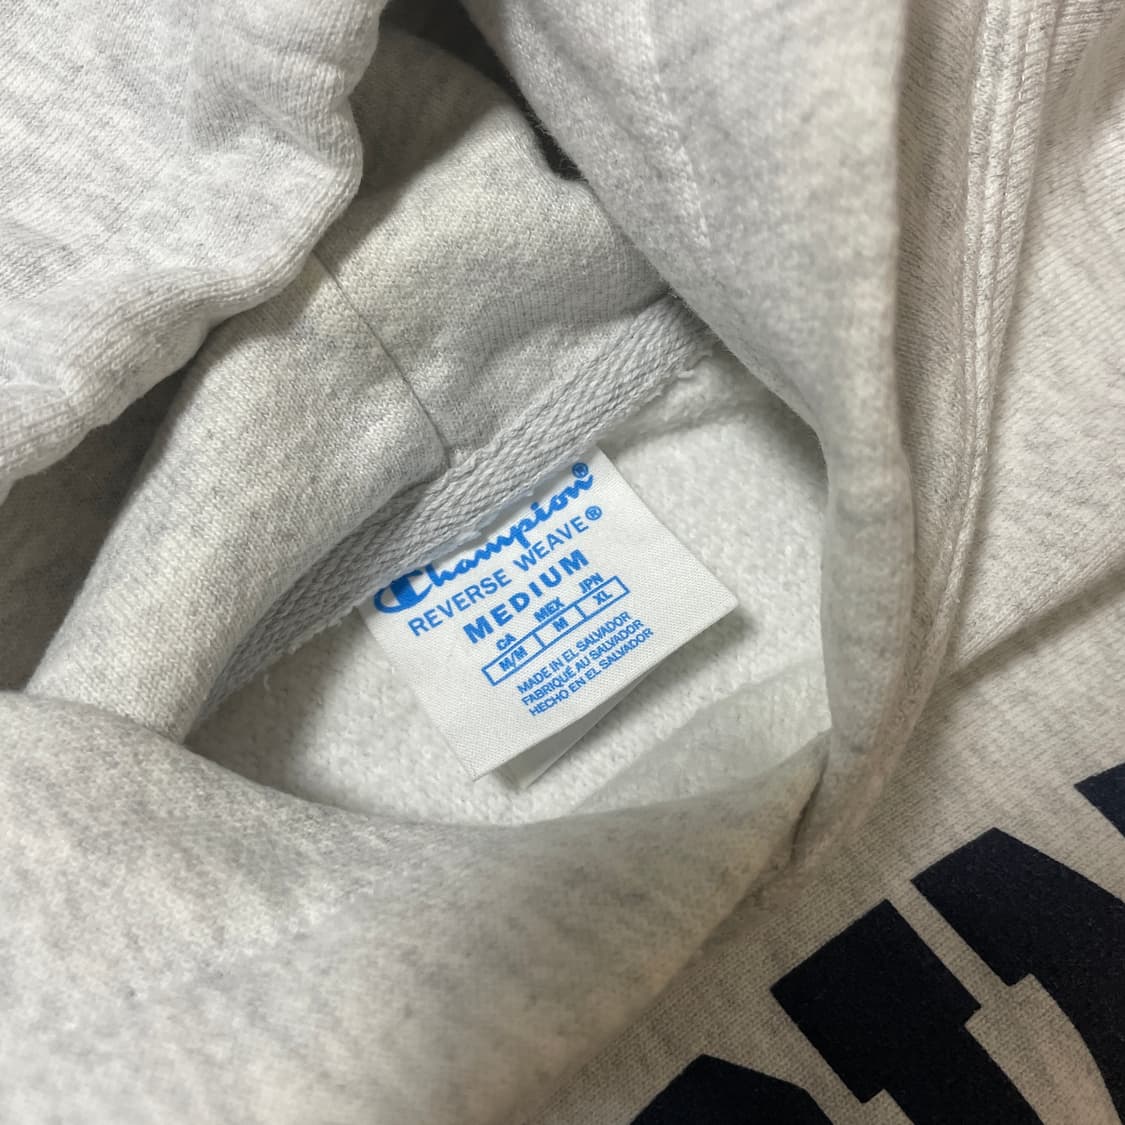 Champion®
REVERSE WEAVE®
MEDIUM
CA MEX JPN
M/M M XL
MADE IN EL SALVADOR
FABRIQUÉ AU SALVADOR
HECHO EN EL SALVADOR